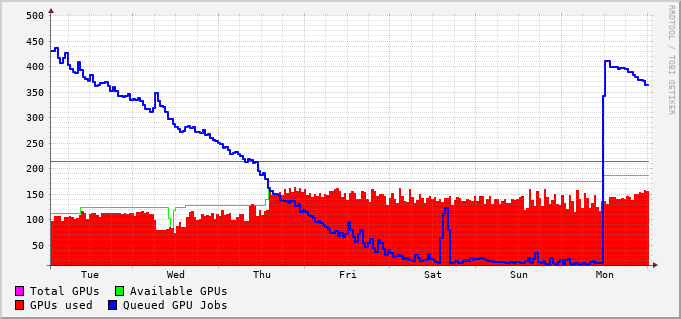 500
450
400
350
300
250
200
150
100
50
Tue Wed Thu Fri Sat Sun Mon
Total GPUs Available GPUs
GPUs used Queued GPU Jobs
RRDTOOL / TOBI OETIKER